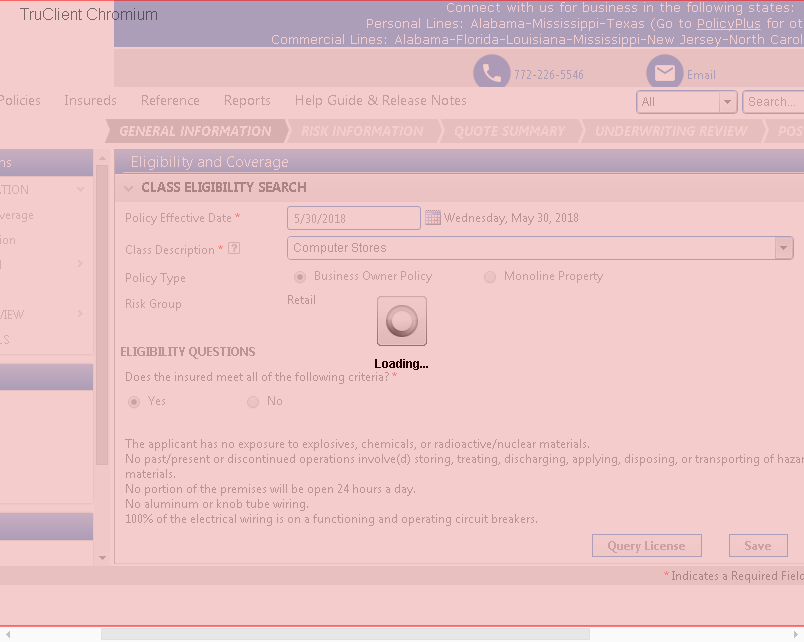 TruClient Chromium
Connect with us for business in the following states:
Personal Lines: Alabama-Mississippi-Texas (Go to PolicyPlus for ot
Commercial Lines: Alabama-Florida-Louisiana-Mississippi-New Jersey-North Carol
772-226-5546
Email
Policies Insureds Reference Reports Help Guide & Release Notes All Search...
GENERAL INFORMATION RISK INFORMATION QUOTE SUMMARY UNDERWRITING REVIEW POS
ns
Eligibility and Coverage
ATION
CLASS ELIGIBILITY SEARCH
verage
Policy Effective Date * 5/30/2018 Wednesday, May 30, 2018
ion
Class Description * ? Computer Stores
Policy Type Business Owner Policy Monoline Property
Risk Group Retail
VIEW
LS
Loading...
ELIGIBILITY QUESTIONS
Does the insured meet all of the following criteria? *
Yes No
The applicant has no exposure to explosives, chemicals, or radioactive/nuclear materials.
No past/present or discontinued operations involve(d) storing, treating, discharging, applying, disposing, or transporting of hazar
materials.
No portion of the premises will be open 24 hours a day.
No aluminum or knob tube wiring.
100% of the electrical wiring is on a functioning and operating circuit breakers.
Query License Save
* Indicates a Required Field